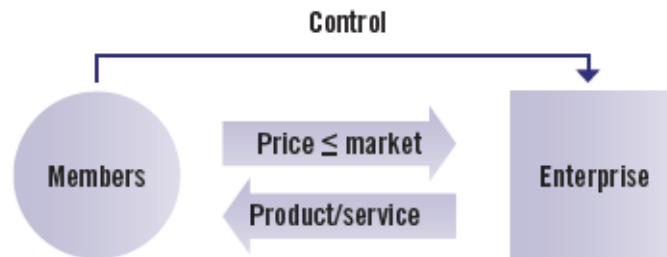 Control
Price ≤ market
Members
Enterprise
Product/service